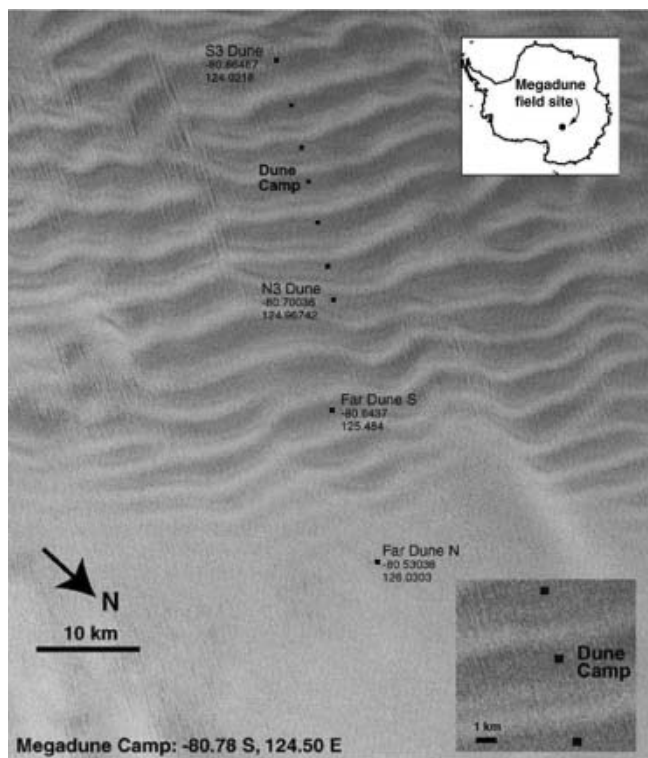 S3 Dune
-80.86467
124.0218
Megadune
field site
Dune
Camp
N3 Dune
-80.70036
124.96742
Far Dune S
-80.6437
125.484
Far Dune N
-80.53038
126.0303
N
10 km
Dune
Camp
1 km
Megadune Camp: -80.78 S, 124.50 E